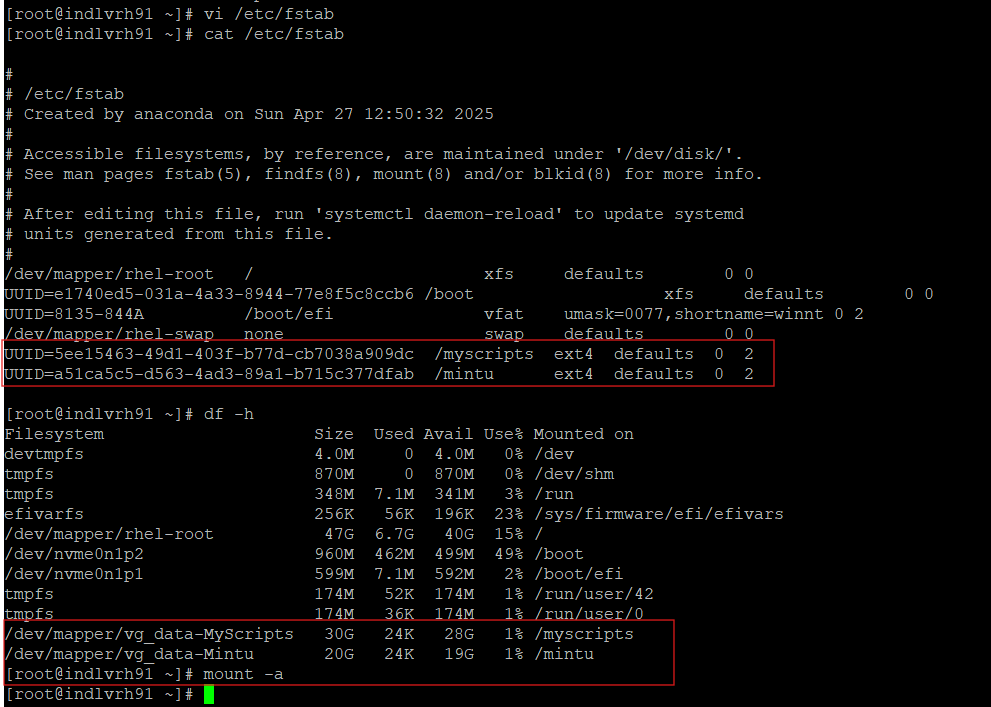 [root@indlvrh91 ~]# vi /etc/fstab
[root@indlvrh91 ~]# cat /etc/fstab
#
# /etc/fstab
# Created by anaconda on Sun Apr 27 12:50:32 2025
#
# Accessible filesystems, by reference, are maintained under '/dev/disk/'.
# See man pages fstab(5), findfs(8), mount(8) and/or blkid(8) for more info.
#
# After editing this file, run 'systemctl daemon-reload' to update systemd
# units generated from this file.
#
/dev/mapper/rhel-root   /                       xfs     defaults        0 0
UUID=e1740ed5-031a-4a33-8944-77e8f5c8ccb6 /boot                   xfs     defaults        0 0
UUID=8135-844A          /boot/efi               vfat    umask=0077,shortname=winnt 0 2
/dev/mapper/rhel-swap   none                    swap    defaults        0 0
UUID=5ee15463-49d1-403f-b77d-cb7038a909dc  /myscripts  ext4  defaults  0  2
UUID=a51ca5c5-d563-4ad3-89a1-b715c377dfab  /mintu      ext4  defaults  0  2
[root@indlvrh91 ~]# df -h
Filesystem                     Size  Used Avail Use% Mounted on
devtmpfs                       4.0M     0  4.0M   0% /dev
tmpfs                          870M     0  870M   0% /dev/shm
tmpfs                          348M  7.1M  341M   3% /run
efivarfs                       256K   56K  196K  23% /sys/firmware/efi/efivars
/dev/mapper/rhel-root           47G  6.7G   40G  15% /
/dev/nvme0n1p2                 960M  462M  499M  49% /boot
/dev/nvme0n1p1                 599M  7.1M  592M   2% /boot/efi
tmpfs                          174M   52K  174M   1% /run/user/42
tmpfs                          174M   36K  174M   1% /run/user/0
/dev/mapper/vg_data-MyScripts   30G   24K   28G   1% /myscripts
/dev/mapper/vg_data-Mintu       20G   24K   19G   1% /mintu
[root@indlvrh91 ~]# mount -a
[root@indlvrh91 ~]#